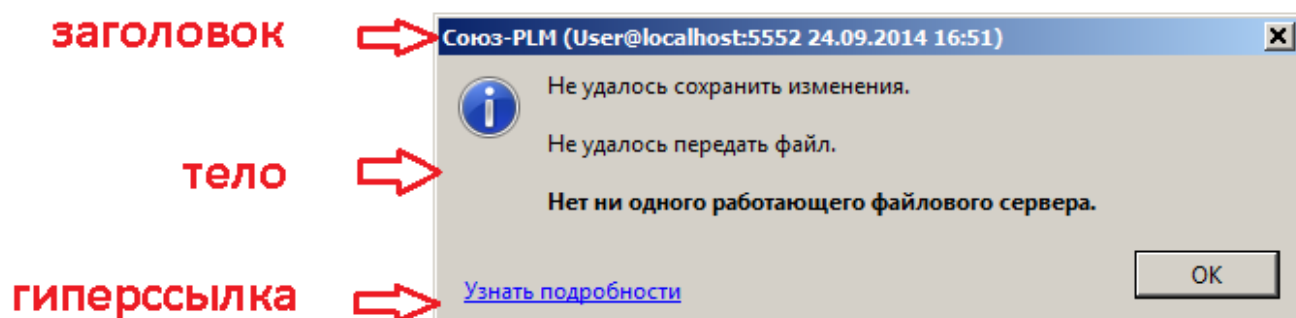 заголовок
Союз-PLM (User@localhost:5552 24.09.2014 16:51)
Не удалось сохранить изменения.
Не удалось передать файл.
тело
Нет ни одного работающего файлового сервера.
OK
гиперссылка
Узнать подробности